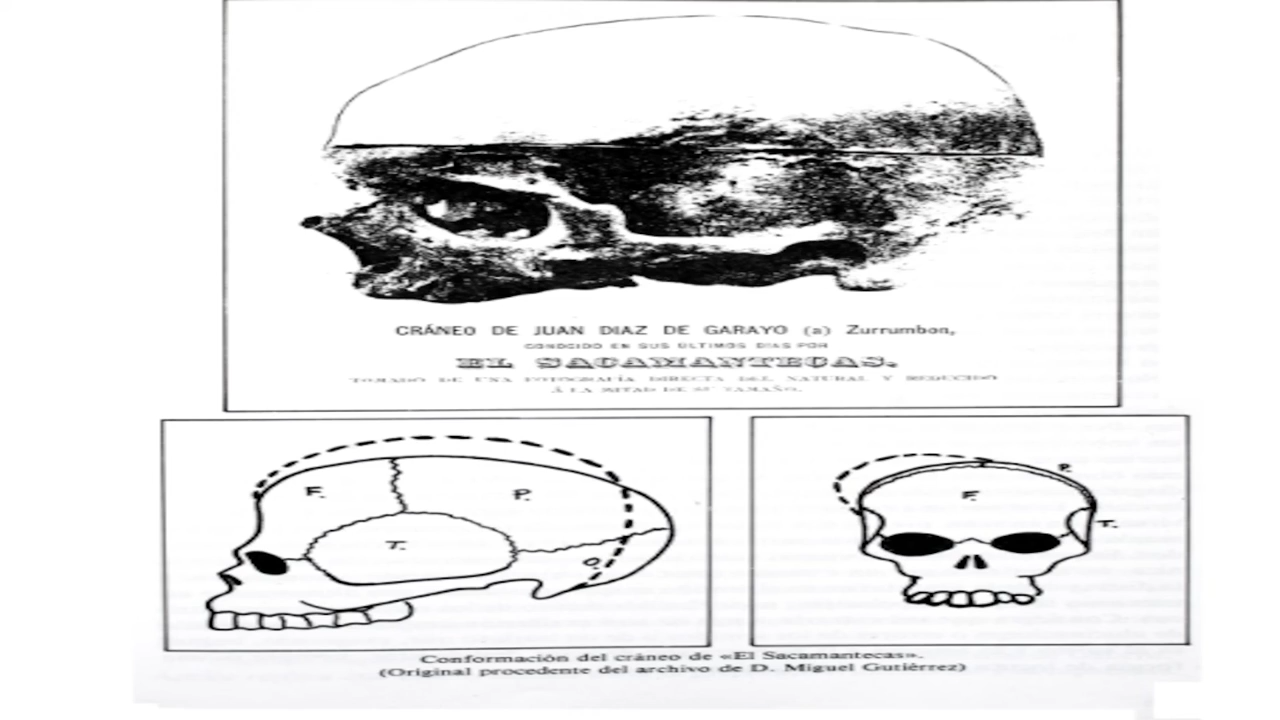 CRÁNEO DE JUAN DIAZ DE GARAYO (a) Zurrumbon,
CONOCIDO EN SUS ULTIMOS DIAS POR
EL SACAMANTECAS.
TOMADO DE UNA FOTOGRAFÍA DIRECTA DEL NATURAL Y REDUCIDO
Á LA MITAD DE SU TAMAÑO.
F. P. T. O.
P. F. T.
Conformación del cráneo de «El Sacamantecas».
(Original procedente del archivo de D. Miguel Gutiérrez)